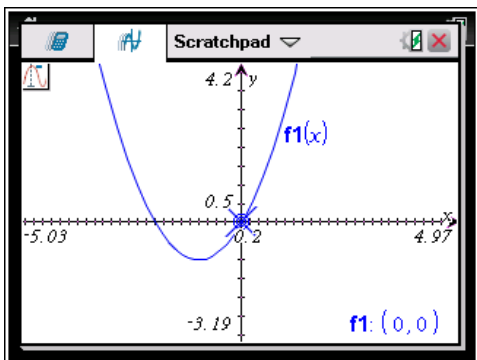 Scratchpad
4.2 y
f1(x)
0.5
x
-5.03 0.2 4.97
-3.19 f1: (0,0)